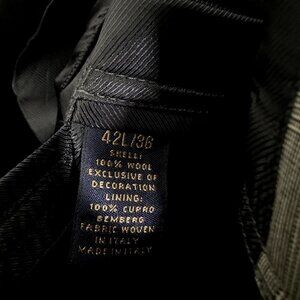 42L/36
SHELL:
100% WOOL
EXCLUSIVE OF
DECORATION
LINING:
100% CUPRO
BEMBERG
FABRIC WOVEN
IN ITALY
MADE IN ITALY